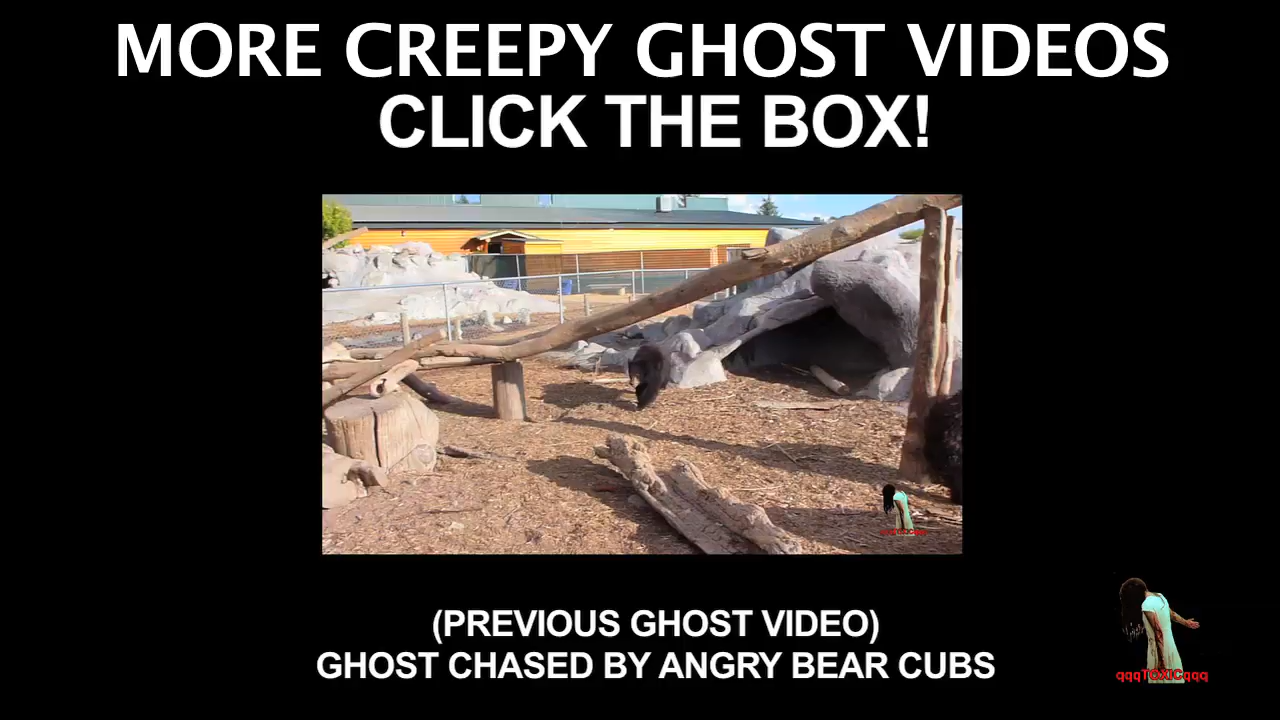 MORE CREEPY GHOST VIDEOS
CLICK THE BOX!
(PREVIOUS GHOST VIDEO)
GHOST CHASED BY ANGRY BEAR CUBS
qqqTOXICqqq